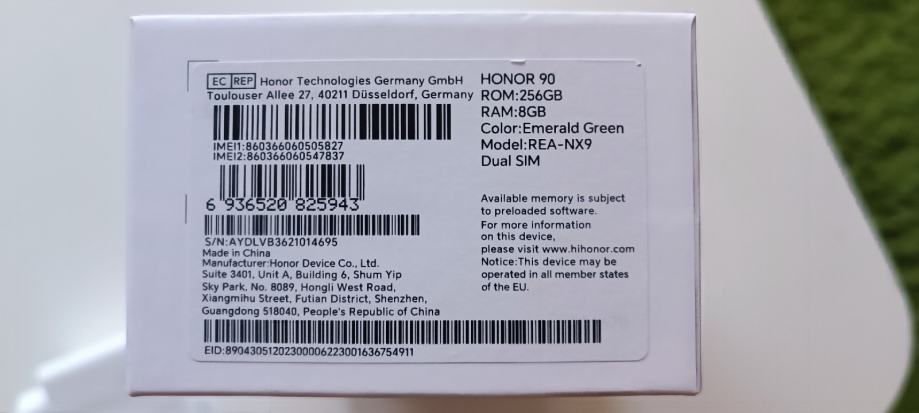 EC REP Honor Technologies Germany GmbH
Toulouser Allee 27, 40211 Düsseldorf, Germany
IMEI1:860366060505827
IMEI2:860366060547837
6 936520 825943
S/N:AYDLVB3621014695
Made in China
Manufacturer:Honor Device Co., Ltd.
Suite 3401, Unit A, Building 6, Shum Yip
Sky Park, No. 8089, Hongli West Road,
Xiangmihu Street, Futian District, Shenzhen,
Guangdong 518040, People's Republic of China
EID:89043051202300006223001636754911
HONOR 90
ROM:256GB
RAM:8GB
Color:Emerald Green
Model:REA-NX9
Dual SIM
Available memory is subject
to preloaded software.
For more information
on this device,
please visit www.hihonor.com
Notice:This device may be
operated in all member states
of the EU.